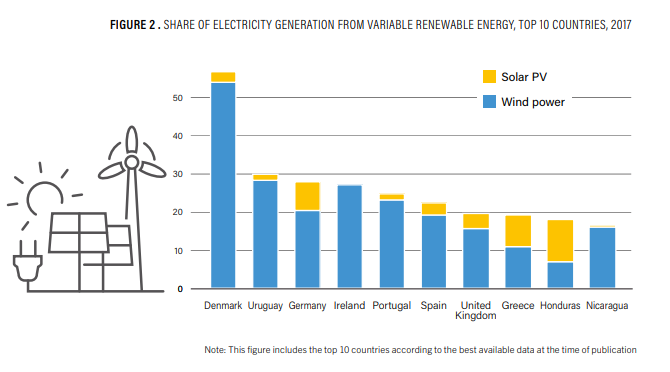 FIGURE 2 . SHARE OF ELECTRICITY GENERATION FROM VARIABLE RENEWABLE ENERGY, TOP 10 COUNTRIES, 2017
Solar PV
Wind power
50
40
30
20
10
0
Denmark Uruguay Germany Ireland Portugal Spain United Kingdom Greece Honduras Nicaragua
Note: This figure includes the top 10 countries according to the best available data at the time of publication